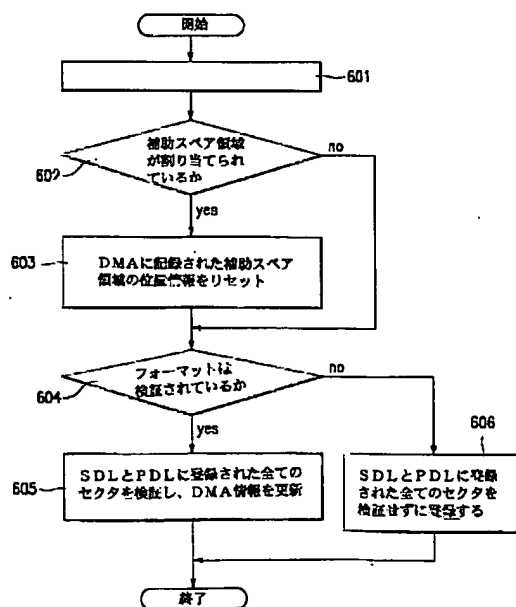 開始
601
補助スペア領域
が割り当てられ
ているか
no
602
yes
603
DMAに記録された補助スペア
領域の位置情報をリセット
フォーマットは
検証されているか
no
604
yes
606
605
SDLとPDLに登録された全ての
セクタを検証し、DMA情報を更新
SDLとPDLに登録
された全てのセクタを
検証せずに登録する
終了